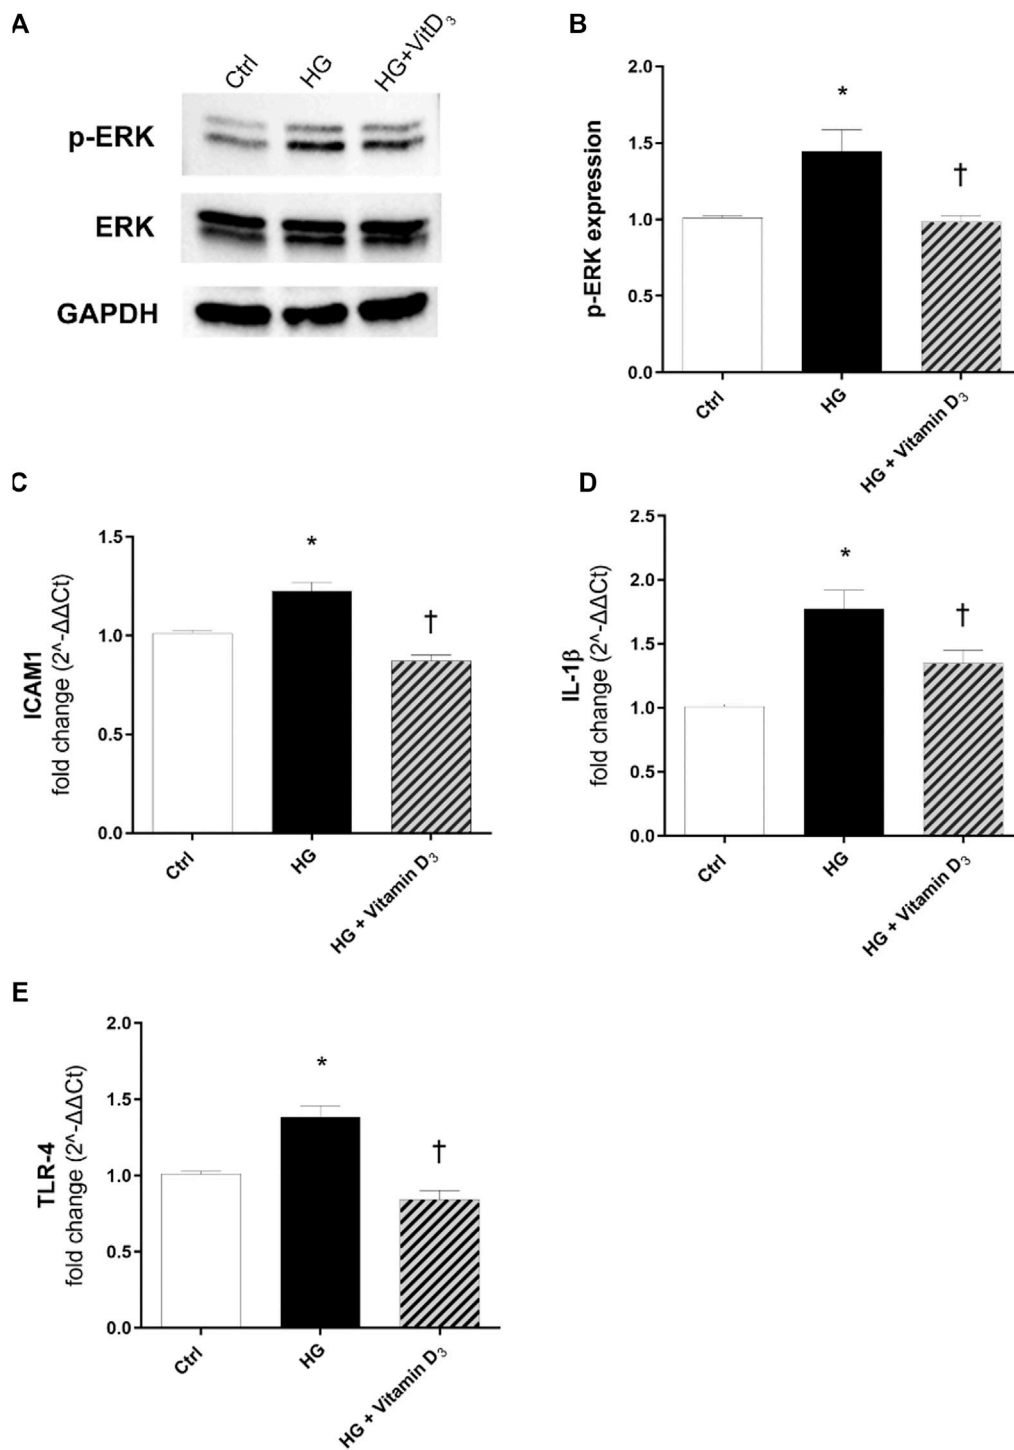 A
Ctrl
HG
HG+VitD₃
p-ERK
ERK
GAPDH
B
p-ERK expression
2.0
1.5
1.0
0.5
0.0
*
†
Ctrl
HG
HG + Vitamin D₃
C
ICAM1
fold change (2^-ΔΔCt)
1.5
1.0
0.5
0.0
*
†
Ctrl
HG
HG + Vitamin D₃
D
IL-1β
fold change (2^-ΔΔCt)
2.5
2.0
1.5
1.0
0.5
0.0
*
†
Ctrl
HG
HG + Vitamin D₃
E
TLR-4
fold change (2^-ΔΔCt)
2.0
1.5
1.0
0.5
0.0
*
†
Ctrl
HG
HG + Vitamin D₃